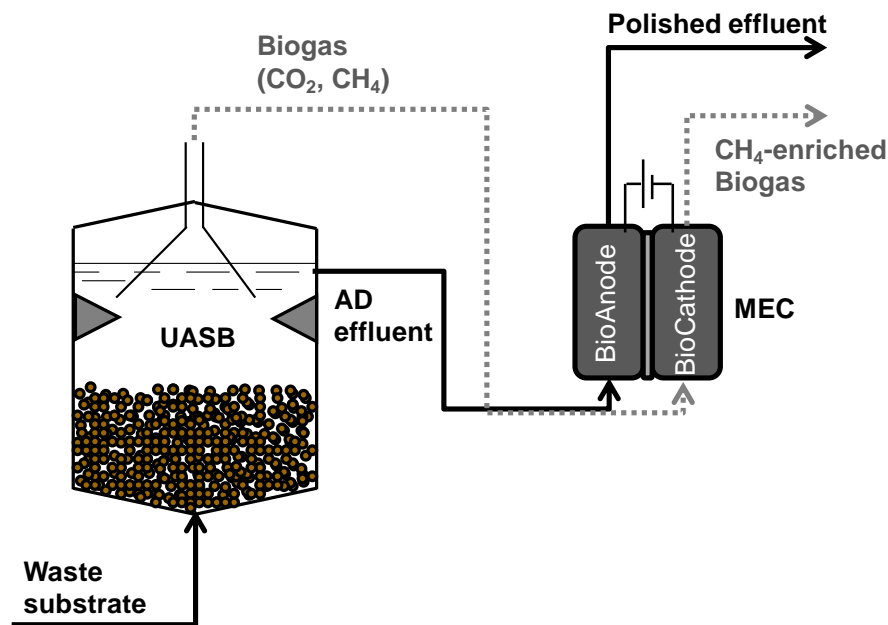 Polished effluent
Biogas
(CO₂, CH₄)
CH₄-enriched
Biogas
BioAnode
BioCathode
MEC
AD
effluent
UASB
Waste
substrate